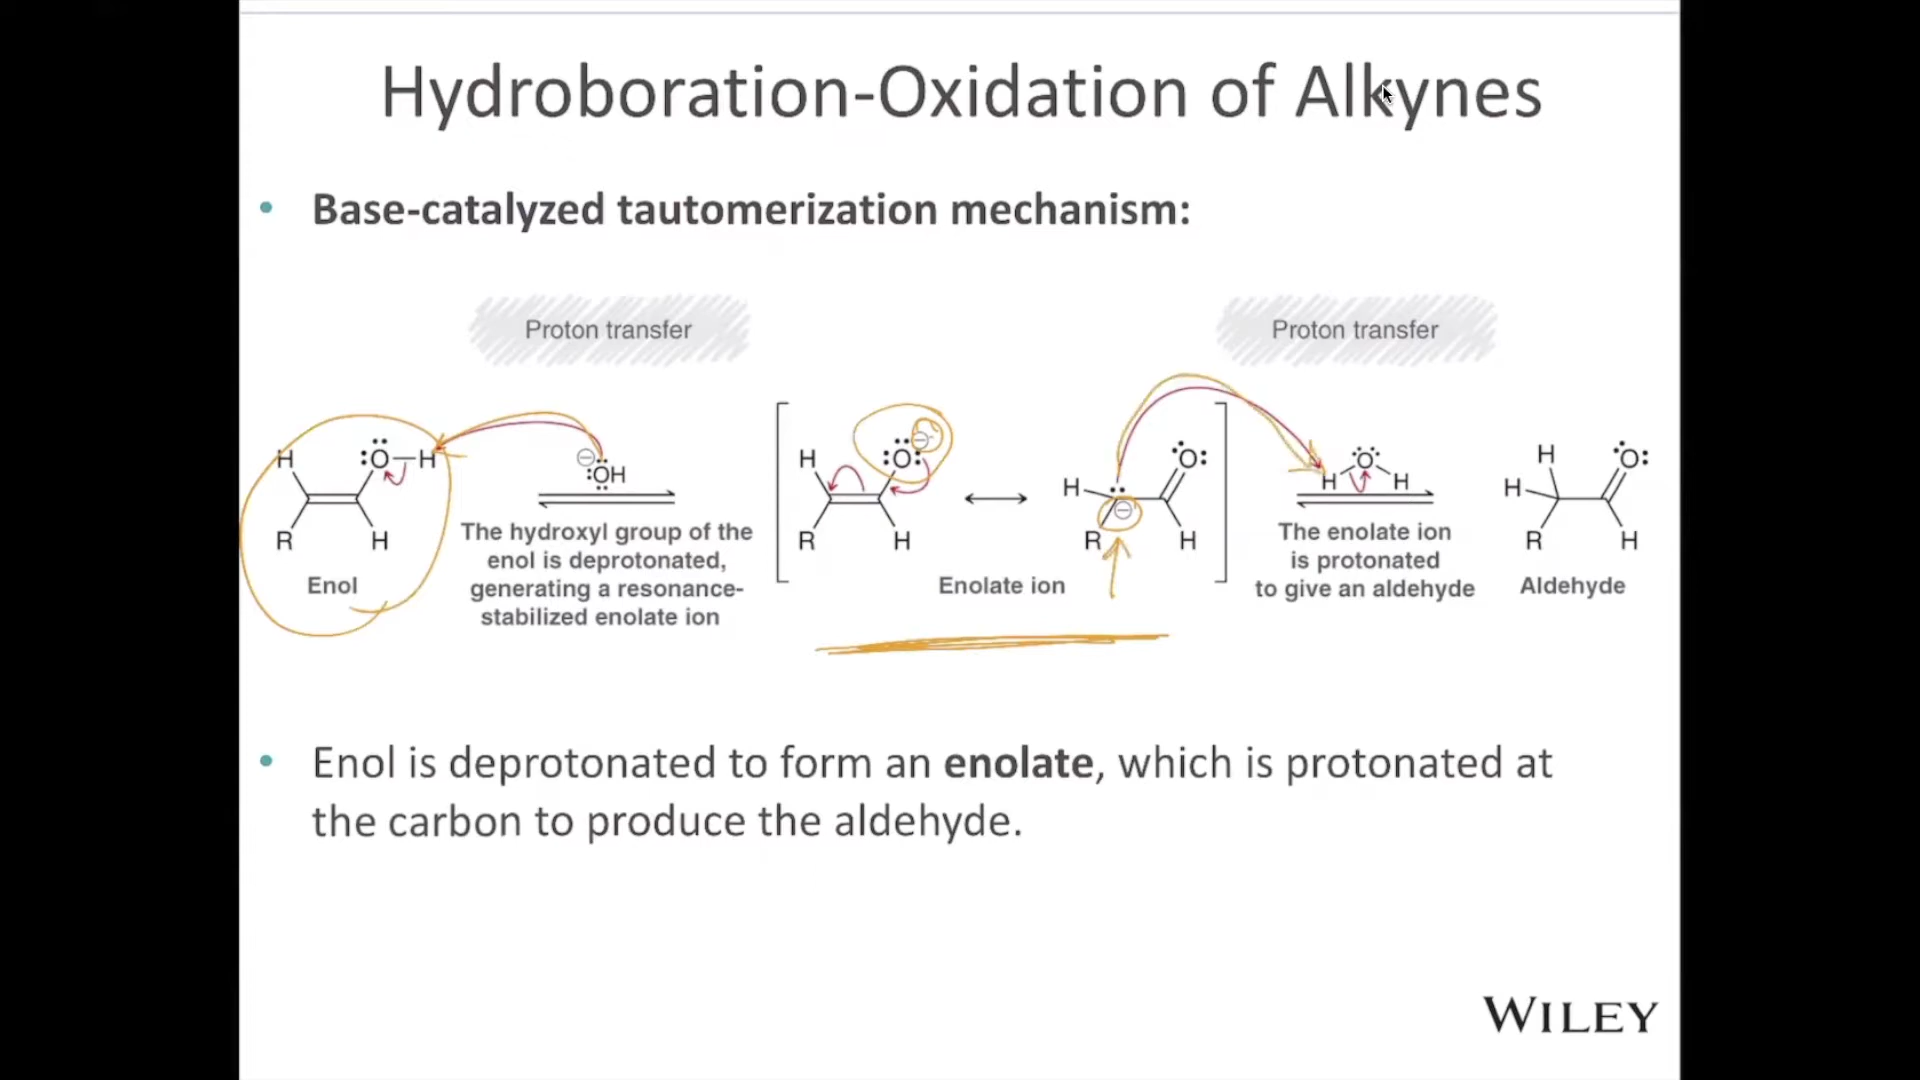 Hydroboration-Oxidation of Alkynes
• Base-catalyzed tautomerization mechanism:
Proton transfer
Proton transfer
H :O—H
R H
Enol
⊖:OH
The hydroxyl group of the
enol is deprotonated,
generating a resonance-
stabilized enolate ion
H :O: ⊖
R H
H O:
⊖
R H
Enolate ion
H O H
The enolate ion
is protonated
to give an aldehyde
H O:
H
R H
Aldehyde
• Enol is deprotonated to form an enolate, which is protonated at
the carbon to produce the aldehyde.
WILEY